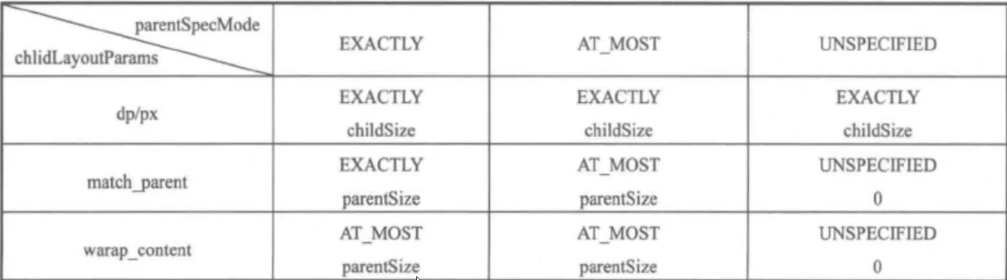 parentSpecMode
chlidLayoutParams
EXACTLY
AT_MOST
UNSPECIFIED
dp/px
EXACTLY
childSize
EXACTLY
childSize
EXACTLY
childSize
match_parent
EXACTLY
parentSize
AT_MOST
parentSize
UNSPECIFIED
0
warap_content
AT_MOST
parentSize
AT_MOST
parentSize
UNSPECIFIED
0